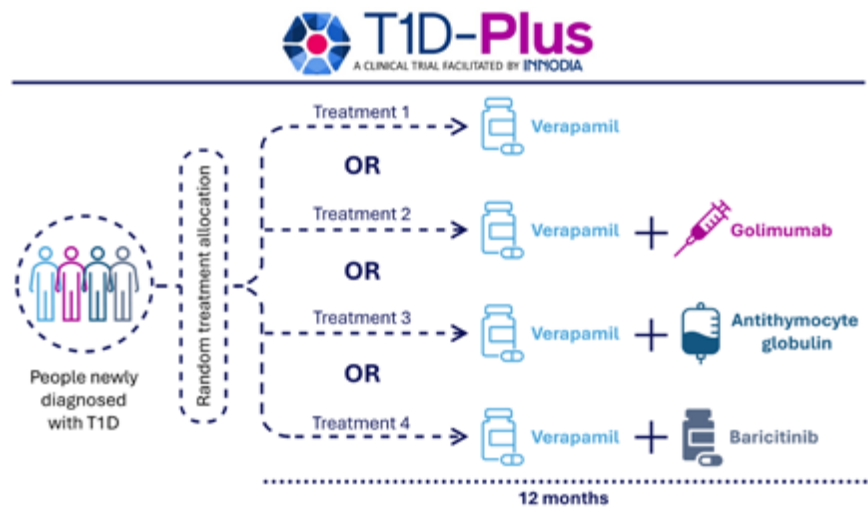 T1D-Plus
A CLINICAL TRIAL FACILITATED BY INNODIA
Treatment 1
Verapamil
OR
Treatment 2
Verapamil
+
Golimumab
OR
Treatment 3
Verapamil
+
Antithymocyte
globulin
OR
Treatment 4
Verapamil
+
Baricitinib
Random treatment allocation
People newly
diagnosed
with T1D
12 months